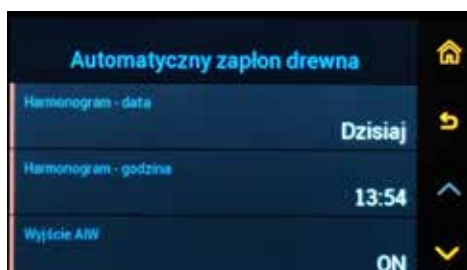 Automatyczny zapłon drewna
Harmonogram - data
Dzisiaj
Harmonogram - godzina
13:54
Wyjście AIW
ON